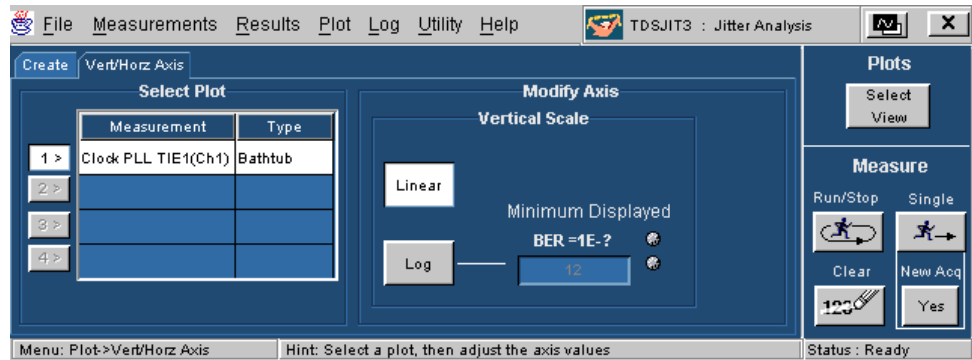 File Measurements Results Plot Log Utility Help TDSJIT3 : Jitter Analysis X
Create Vert/Horz Axis
Select Plot
Measurement Type
1 > Clock PLL TIE1(Ch1) Bathtub
2 >
3 >
4 >
Modify Axis
Vertical Scale
Linear
Minimum Displayed
BER =1E-?
Log 12
Plots
Select
View
Measure
Run/Stop Single
Clear New Acq
123 Yes
Menu: Plot->Vert/Horz Axis Hint: Select a plot, then adjust the axis values Status : Ready